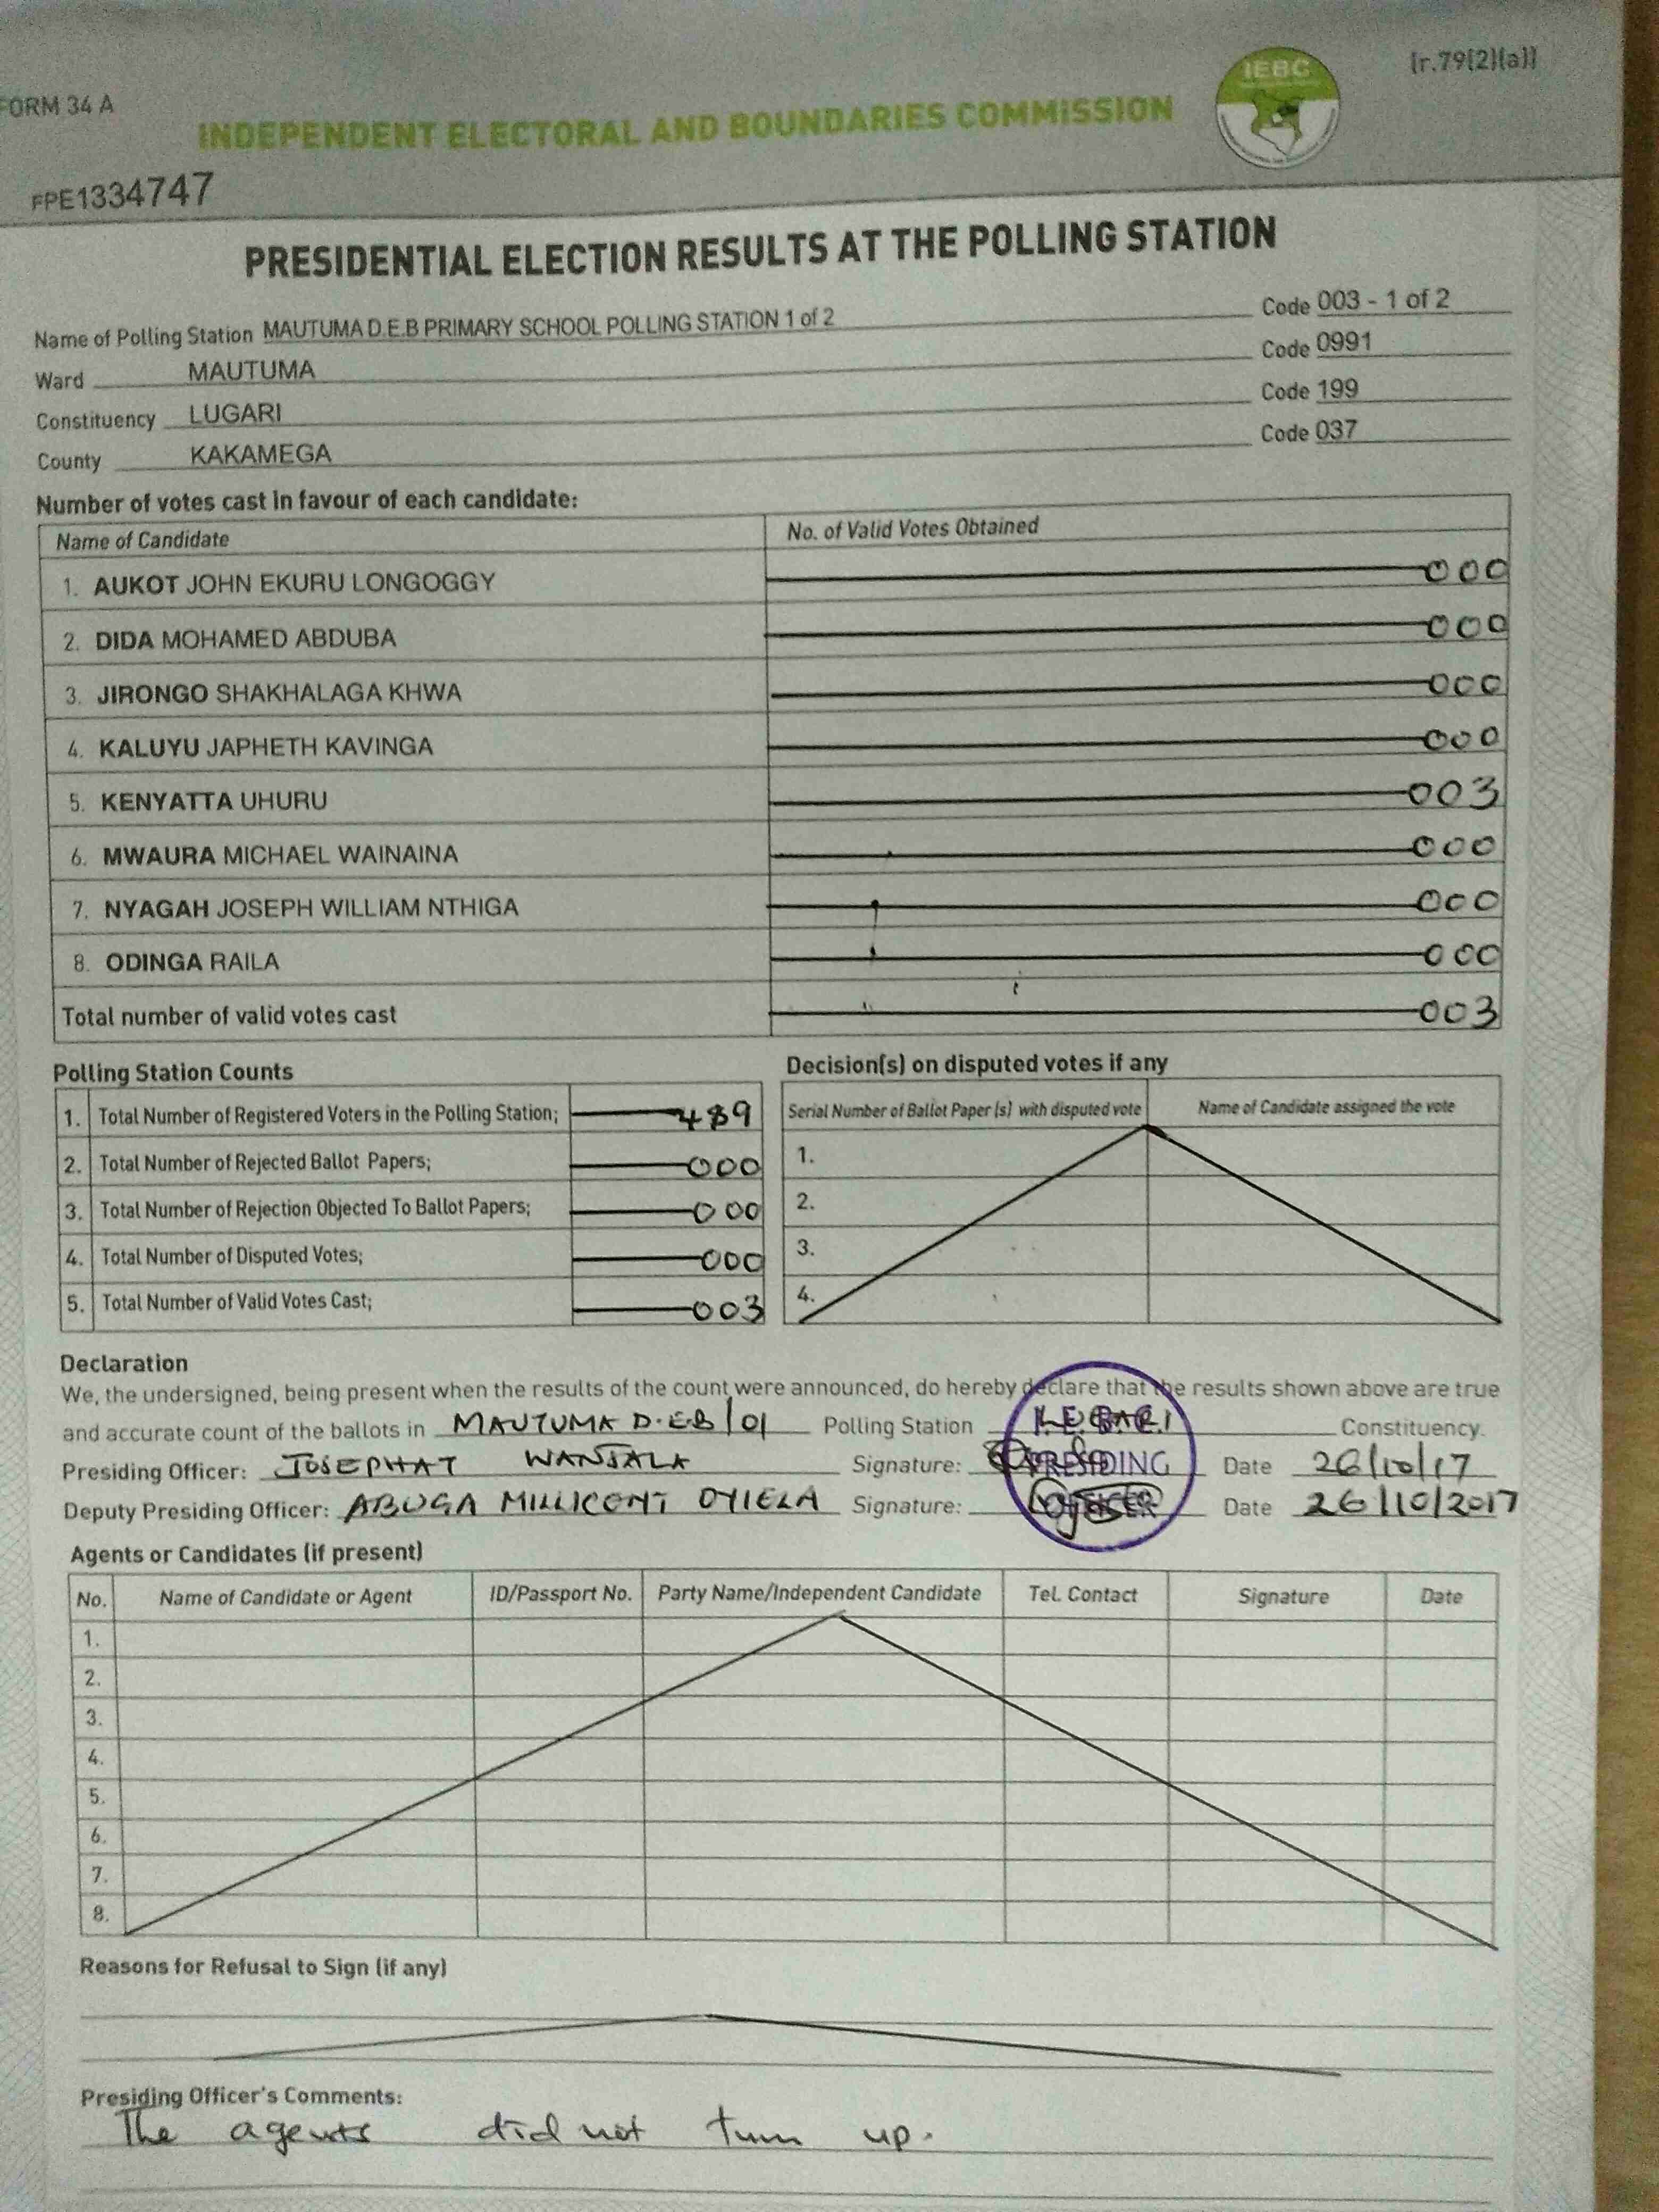 FORM 34 A
[r.79(2)(a)]
IEBC
INDEPENDENT ELECTORAL AND BOUNDARIES COMMISSION
FPE1334747
PRESIDENTIAL ELECTION RESULTS AT THE POLLING STATION
Name of Polling Station MAUTUMA D.E.B PRIMARY SCHOOL POLLING STATION 1 of 2 Code 003 - 1 of 2
Ward MAUTUMA Code 0991
Constituency LUGARI Code 199
County KAKAMEGA Code 037
Number of votes cast in favour of each candidate:
Name of Candidate No. of Valid Votes Obtained
1. AUKOT JOHN EKURU LONGOGGY 000
2. DIDA MOHAMED ABDUBA 000
3. JIRONGO SHAKHALAGA KHWA 000
4. KALUYU JAPHETH KAVINGA 000
5. KENYATTA UHURU 003
6. MWAURA MICHAEL WAINAINA 000
7. NYAGAH JOSEPH WILLIAM NTHIGA 000
8. ODINGA RAILA 000
Total number of valid votes cast 003
Polling Station Counts
1. Total Number of Registered Voters in the Polling Station; 489
2. Total Number of Rejected Ballot Papers; 000
3. Total Number of Rejection Objected To Ballot Papers; 000
4. Total Number of Disputed Votes; 000
5. Total Number of Valid Votes Cast; 003
Decision(s) on disputed votes if any
Serial Number of Ballot Paper (s) with disputed vote Name of Candidate assigned the vote
1.
2.
3.
4.
Declaration
We, the undersigned, being present when the results of the count were announced, do hereby declare that the results shown above are true
and accurate count of the ballots in MAUTUMA D.EB/01 Polling Station LUGARI Constituency.
Presiding Officer: JOSEPHAT WANJALA Signature: Date 26/10/17
Deputy Presiding Officer: ABUGA MILLICENT OYIELA Signature: Date 26/10/2017
I.E.B.C.
PRESIDING
OFFICER
Agents or Candidates (if present)
No. Name of Candidate or Agent ID/Passport No. Party Name/Independent Candidate Tel. Contact Signature Date
1.
2.
3.
4.
5.
6.
7.
8.
Reasons for Refusal to Sign (if any)
Presiding Officer's Comments:
The agents did not turn up.